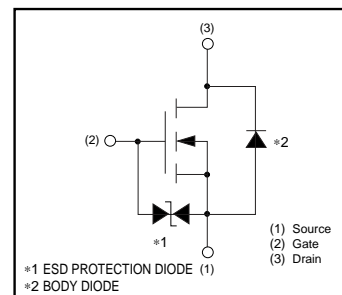 (3)
(2)
∗2
∗1
(1) Source
(2) Gate
(3) Drain
∗1 ESD PROTECTION DIODE (1)
∗2 BODY DIODE